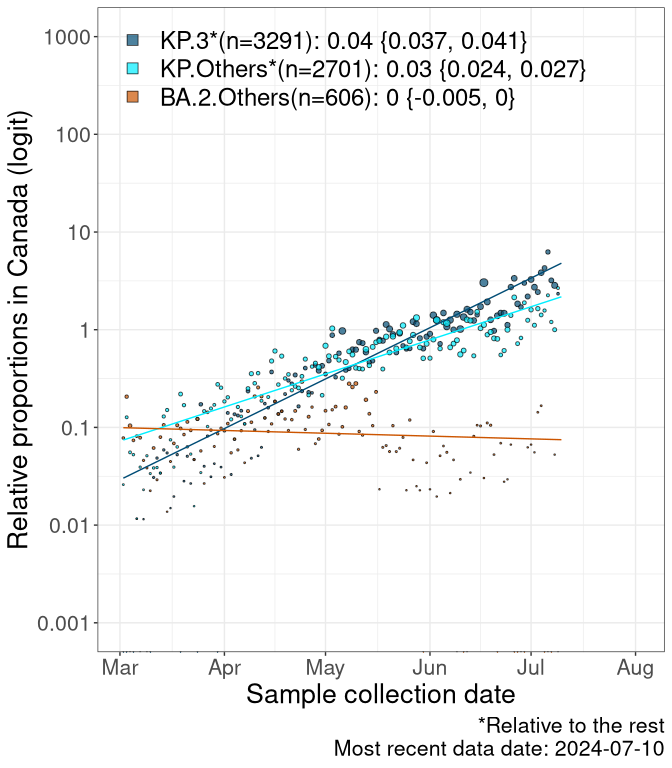 KP.3*(n=3291): 0.04 {0.037, 0.041}
KP.Others*(n=2701): 0.03 {0.024, 0.027}
BA.2.Others(n=606): 0 {-0.005, 0}
Relative proportions in Canada (logit)
1000
100
10
1
0.1
0.01
0.001
Mar Apr May Jun Jul Aug
Sample collection date
*Relative to the rest
Most recent data date: 2024-07-10